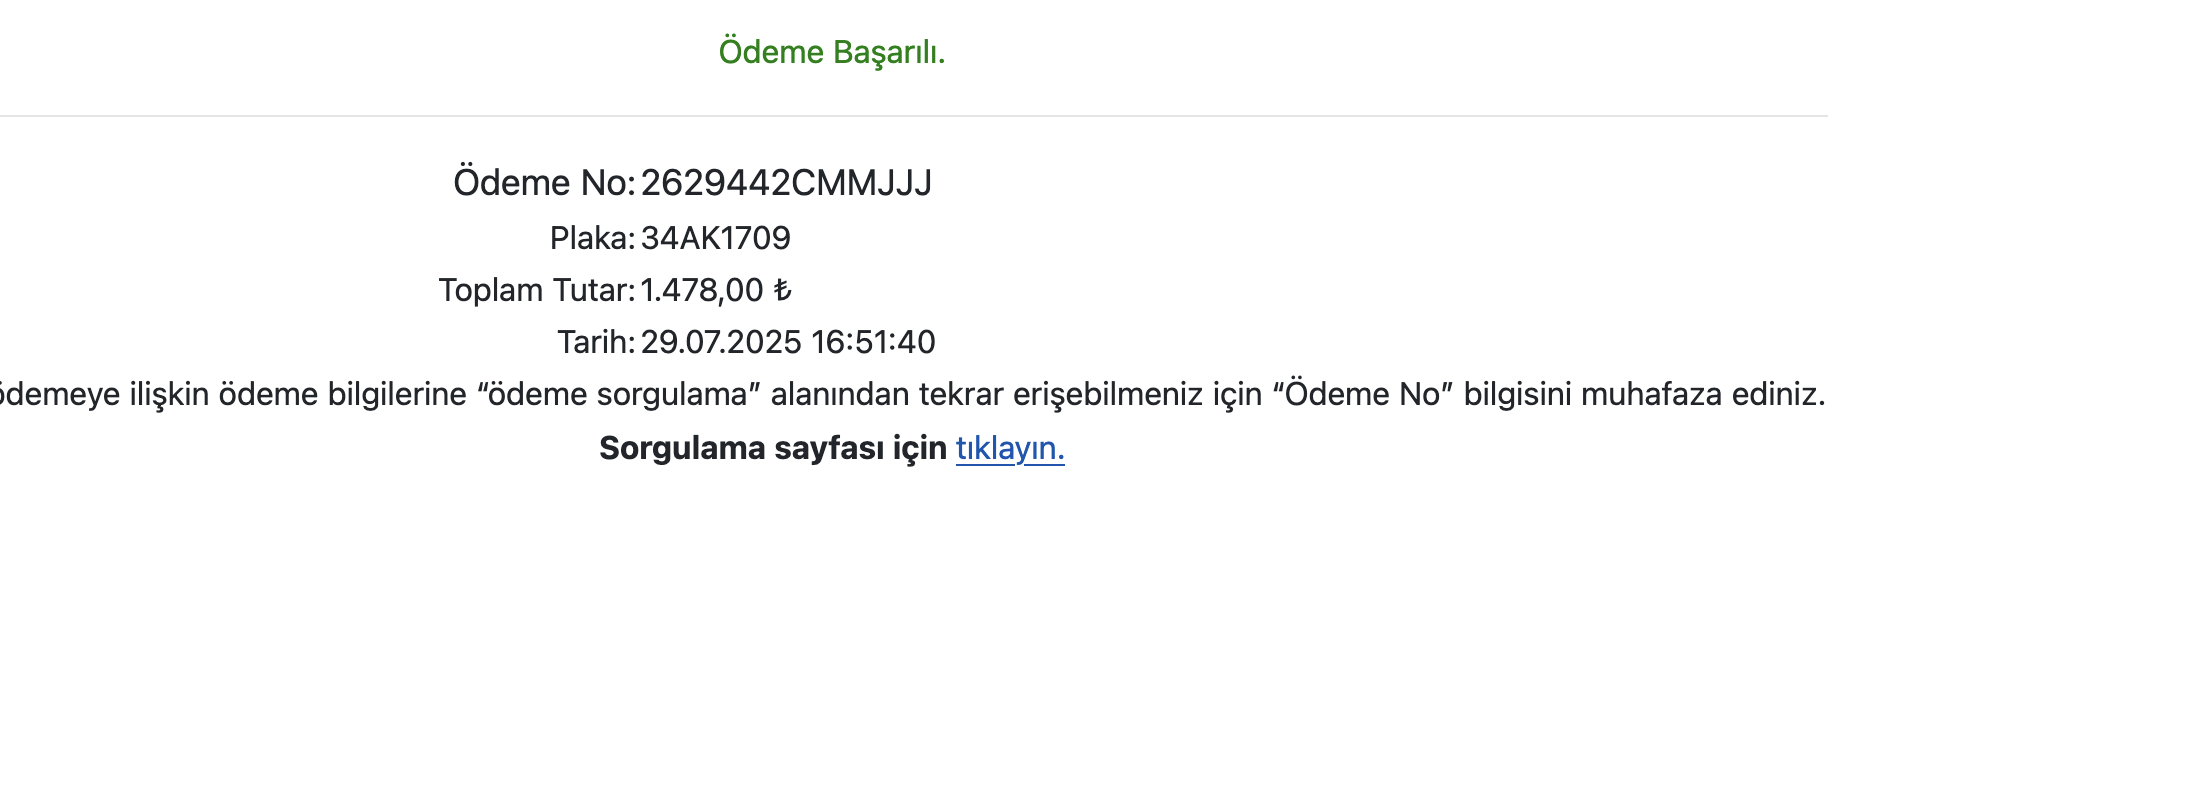 Ödeme Başarılı.
Ödeme No: 2629442CMMJJJ
Plaka: 34AK1709
Toplam Tutar: 1.478,00 ₺
Tarih: 29.07.2025 16:51:40
ödemeye ilişkin ödeme bilgilerine “ödeme sorgulama” alanından tekrar erişebilmeniz için “Ödeme No” bilgisini muhafaza ediniz.
Sorgulama sayfası için tıklayın.